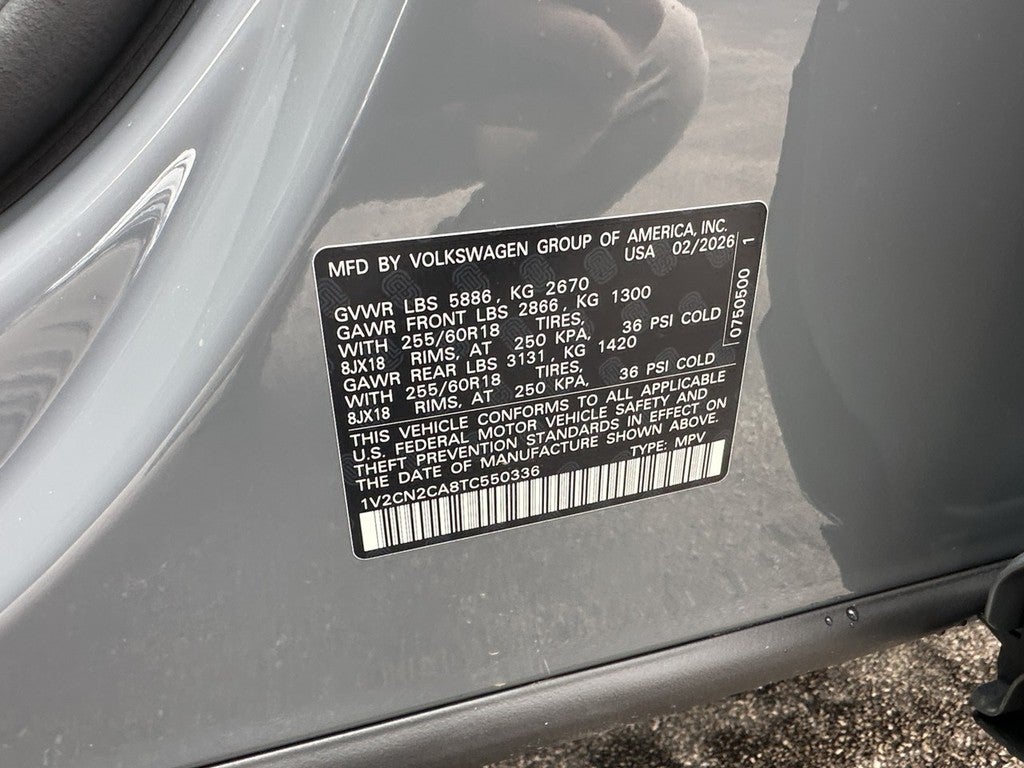 MFD BY VOLKSWAGEN GROUP OF AMERICA, INC.
USA 02/2026
GVWR LBS 5886, KG 2670
GAWR FRONT LBS 2866, KG 1300
WITH 255/60R18 TIRES,
8JX18 RIMS, AT 250 KPA, 36 PSI COLD
GAWR REAR LBS 3131, KG 1420
WITH 255/60R18 TIRES,
8JX18 RIMS, AT 250 KPA, 36 PSI COLD
THIS VEHICLE CONFORMS TO ALL APPLICABLE
U.S. FEDERAL MOTOR VEHICLE SAFETY AND
THEFT PREVENTION STANDARDS IN EFFECT ON
THE DATE OF MANUFACTURE SHOWN ABOVE.
1V2CN2CA8TC550336 TYPE: MPV
0750500 1